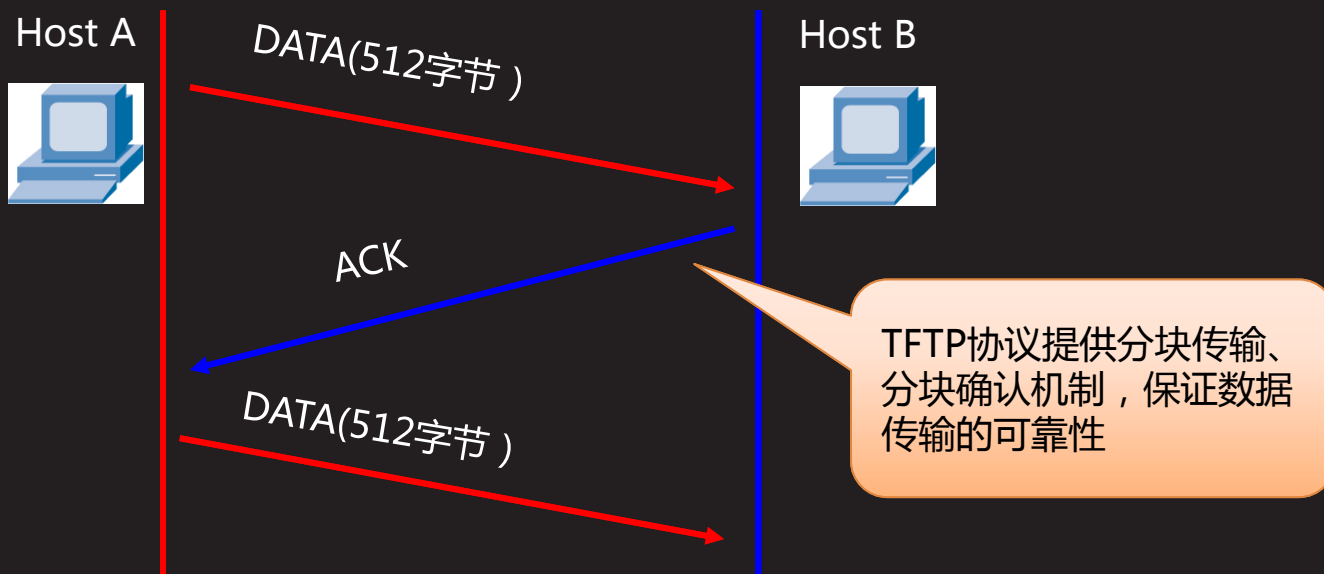 Host A
DATA(512字节）
Host B
ACK
TFTP协议提供分块传输、
分块确认机制，保证数据
传输的可靠性
DATA(512字节）